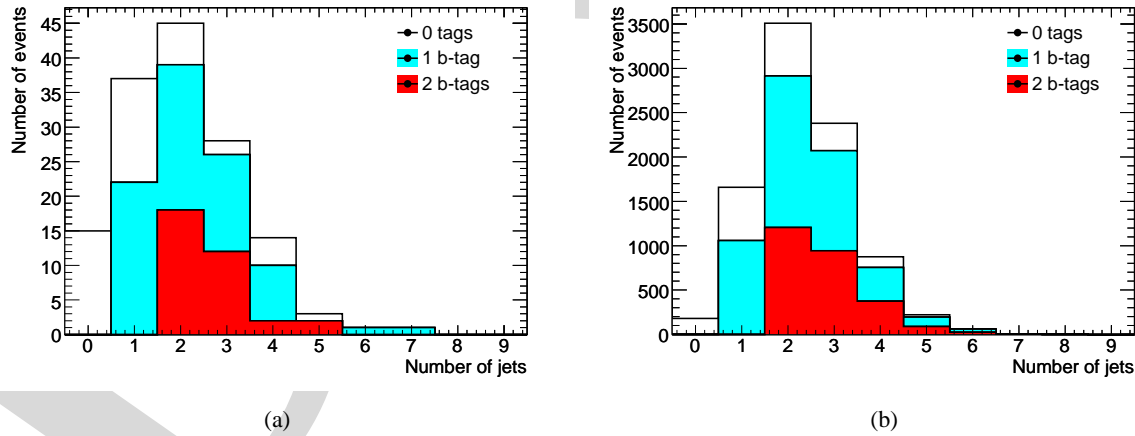 Number of events
45
40
35
30
25
20
15
10
5
0
0 tags
1 b-tag
2 b-tags
0 1 2 3 4 5 6 7 8 9
Number of jets
(a)
Number of events
3500
3000
2500
2000
1500
1000
500
0
0 tags
1 b-tag
2 b-tags
0 1 2 3 4 5 6 7 8 9
Number of jets
(b)